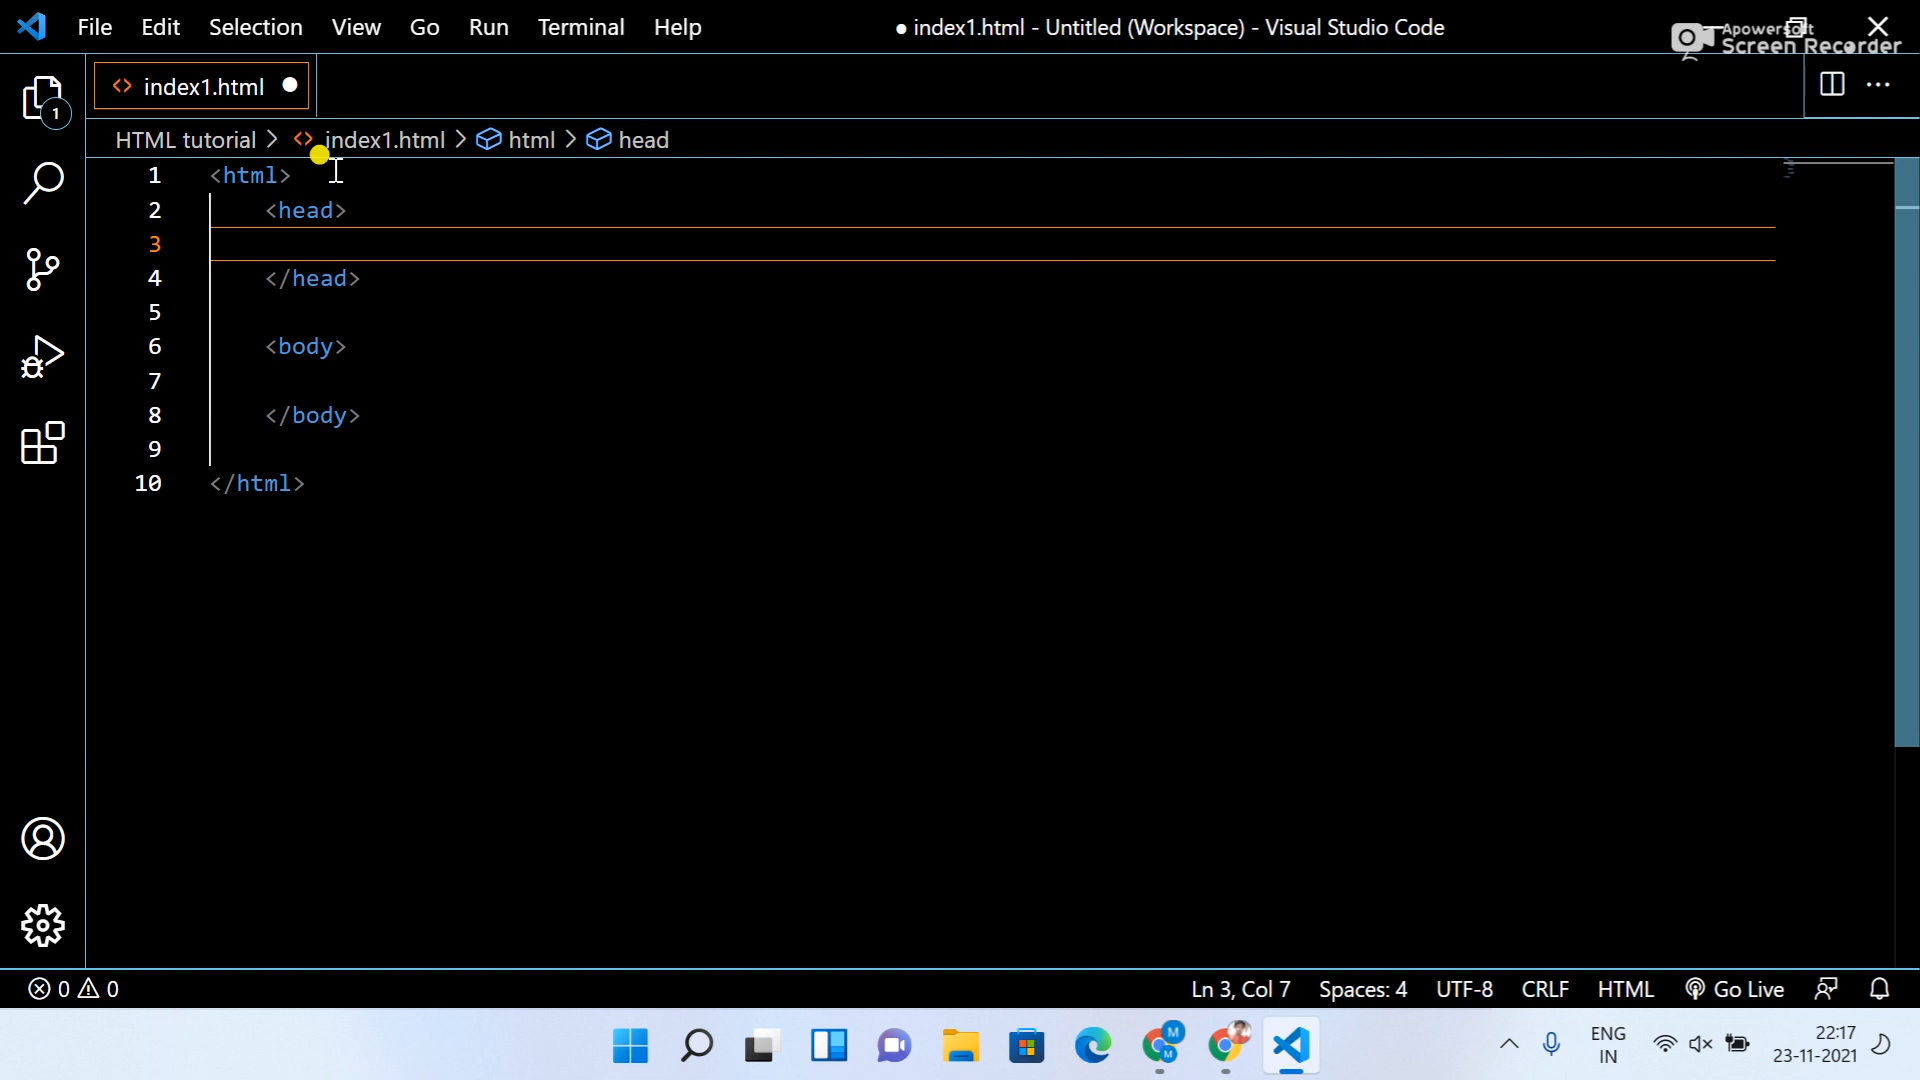 File Edit Selection View Go Run Terminal Help ● index1.html - Untitled (Workspace) - Visual Studio Code
Apowersoft
Screen Recorder
<> index1.html ●
1
HTML tutorial > <> index1.html > html > head
1 <html>
2 <head>
3
4 </head>
5
6 <body>
7
8 </body>
9
10 </html>
0 0 Ln 3, Col 7 Spaces: 4 UTF-8 CRLF HTML Go Live
M
M
ENG
IN
22:17
23-11-2021